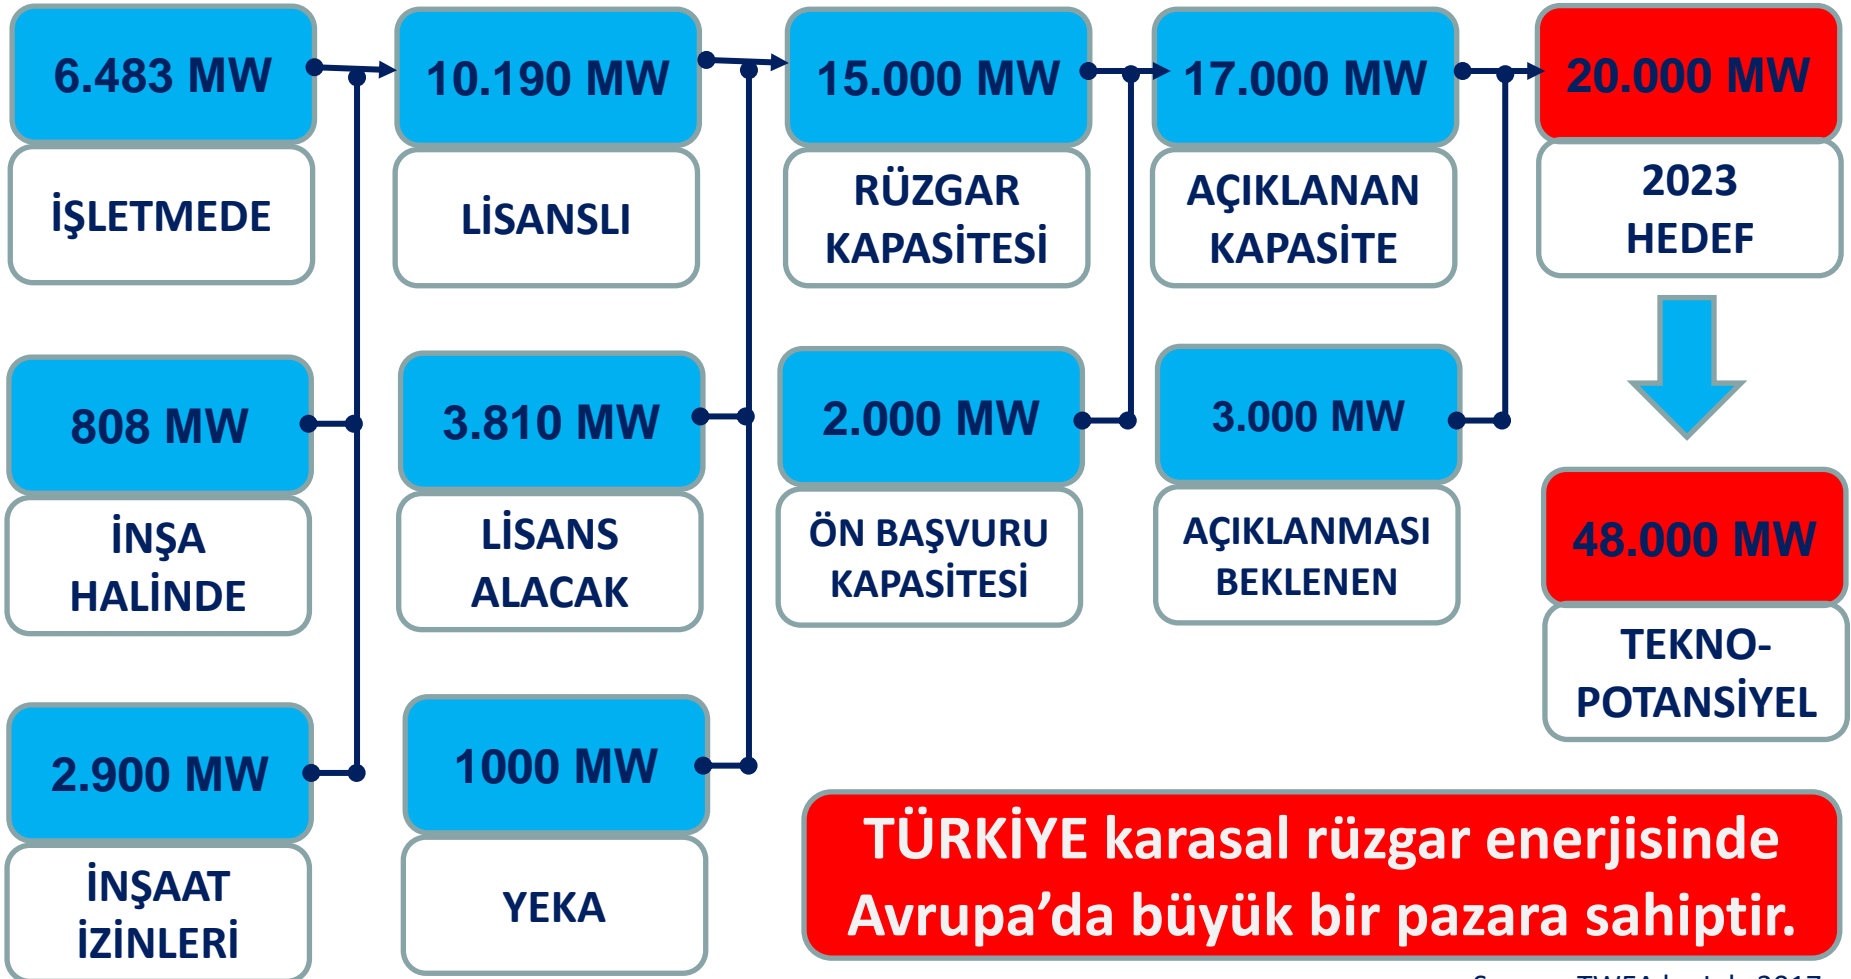 6.483 MW
İŞLETMEDE
10.190 MW
LİSANSLI
15.000 MW
RÜZGAR
KAPASİTESİ
17.000 MW
AÇIKLANAN
KAPASİTE
20.000 MW
2023
HEDEF
808 MW
İNŞA
HALİNDE
3.810 MW
LİSANS
ALACAK
2.000 MW
ÖN BAŞVURU
KAPASİTESİ
3.000 MW
AÇIKLANMASI
BEKLENEN
48.000 MW
TEKNO-
POTANSİYEL
2.900 MW
İNŞAAT
İZİNLERİ
1000 MW
YEKA
TÜRKİYE karasal rüzgar enerjisinde
Avrupa’da büyük bir pazara sahiptir.
2017